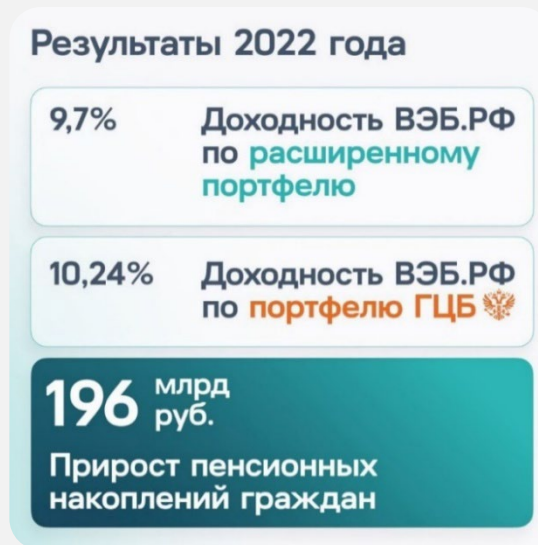 Результаты 2022 года
9,7%
Доходность ВЭБ.РФ
по расширенному
портфелю
10,24%
Доходность ВЭБ.РФ
по портфелю ГЦБ
196 млрд
руб.
Прирост пенсионных
накоплений граждан